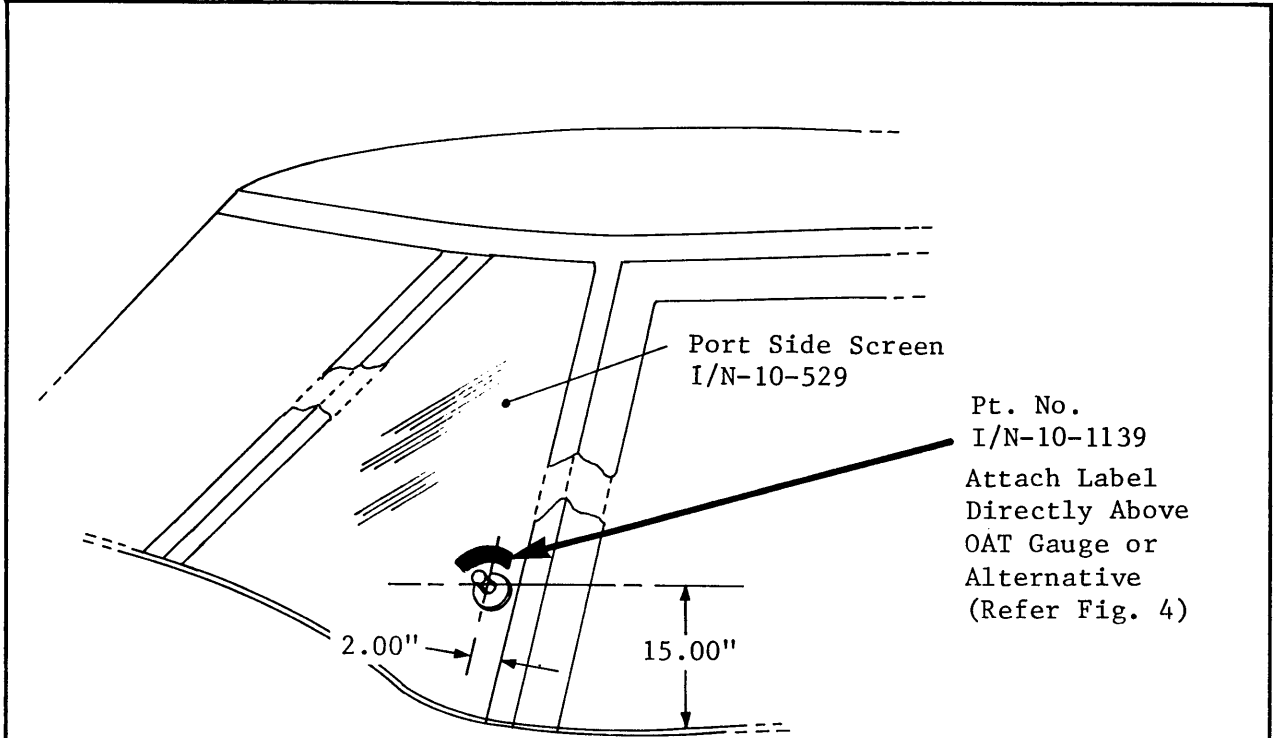 Port Side Screen
I/N-10-529
Pt. No.
I/N-10-1139
Attach Label
Directly Above
OAT Gauge or
Alternative
(Refer Fig. 4)
2.00"
15.00"